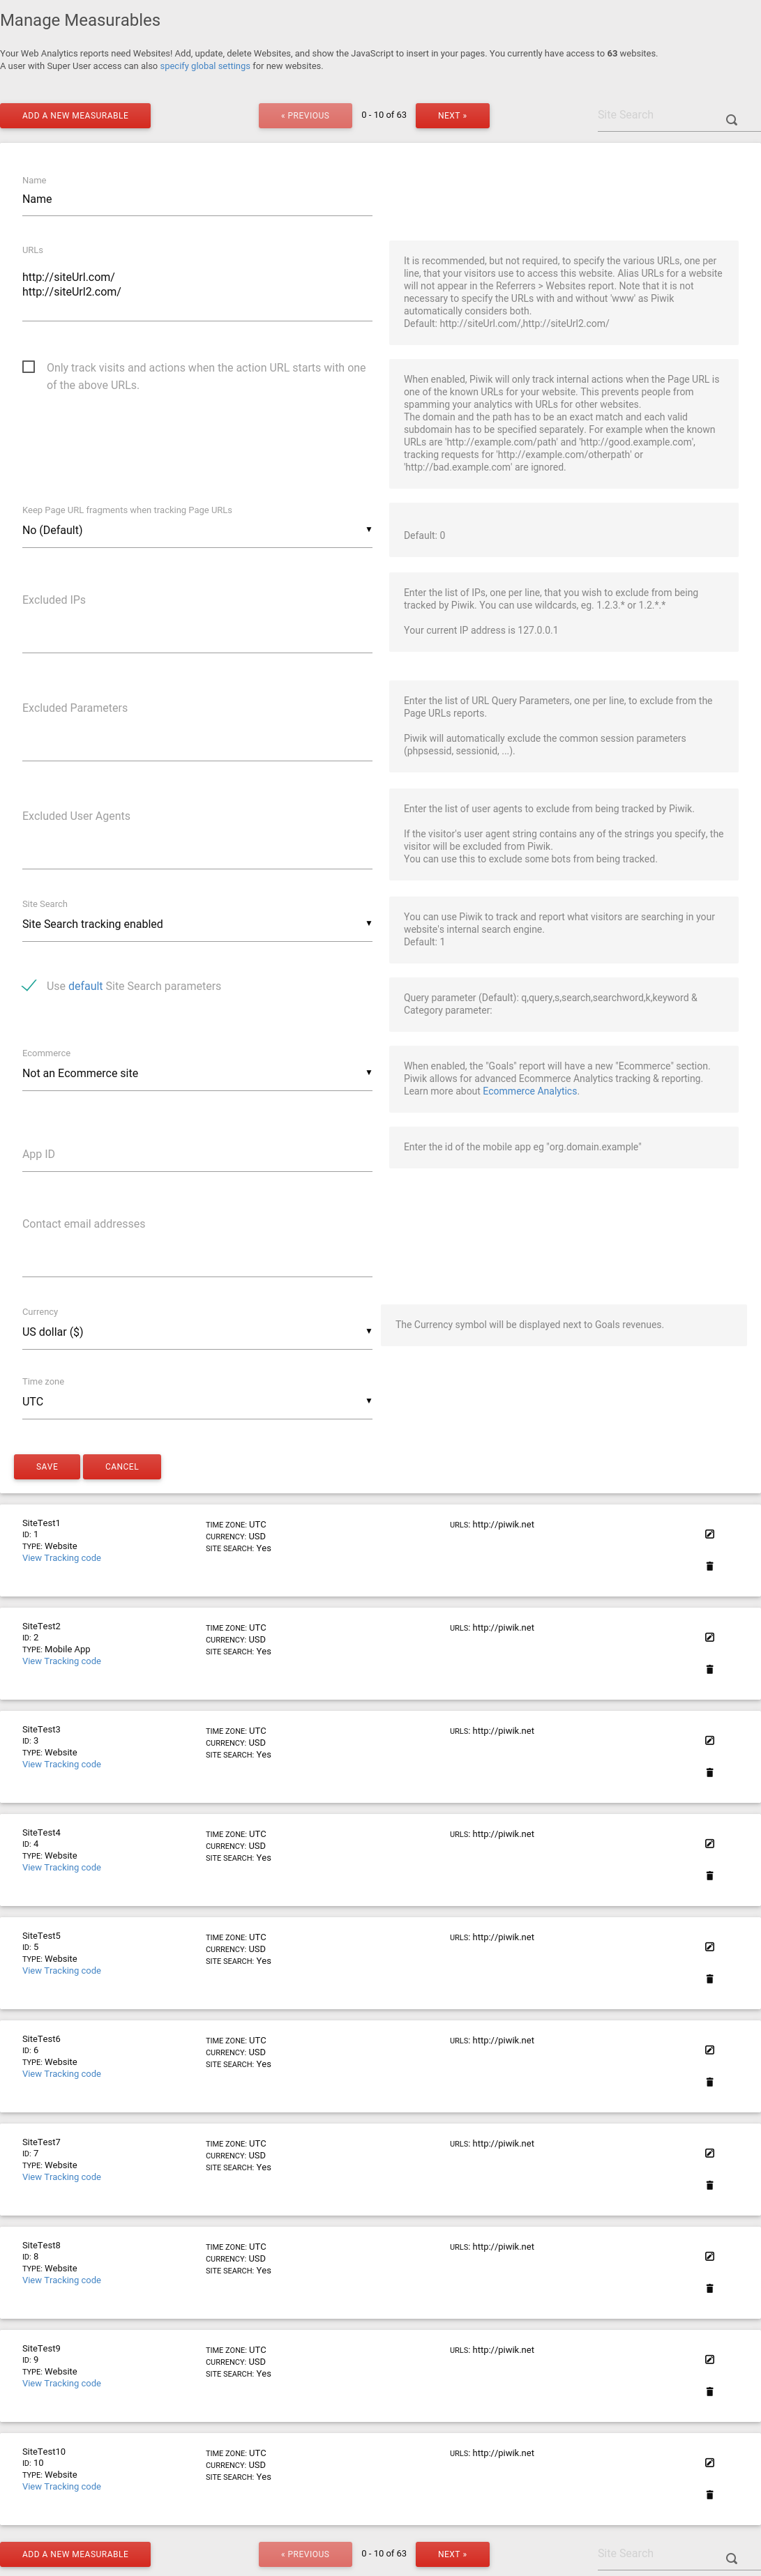 Manage Measurables
Your Web Analytics reports need Websites! Add, update, delete Websites, and show the JavaScript to insert in your pages. You currently have access to 63 websites.
A user with Super User access can also specify global settings for new websites.
ADD A NEW MEASURABLE
« PREVIOUS
0 - 10 of 63
NEXT »
Site Search
Name
Name
URLs
http://siteUrl.com/
http://siteUrl2.com/
It is recommended, but not required, to specify the various URLs, one per
line, that your visitors use to access this website. Alias URLs for a website
will not appear in the Referrers > Websites report. Note that it is not
necessary to specify the URLs with and without 'www' as Piwik
automatically considers both.
Default: http://siteUrl.com/,http://siteUrl2.com/
Only track visits and actions when the action URL starts with one
of the above URLs.
When enabled, Piwik will only track internal actions when the Page URL is
one of the known URLs for your website. This prevents people from
spamming your analytics with URLs for other websites.
The domain and the path has to be an exact match and each valid
subdomain has to be specified separately. For example when the known
URLs are 'http://example.com/path' and 'http://good.example.com',
tracking requests for 'http://example.com/otherpath' or
'http://bad.example.com' are ignored.
Keep Page URL fragments when tracking Page URLs
No (Default)
Default: 0
Excluded IPs
Enter the list of IPs, one per line, that you wish to exclude from being
tracked by Piwik. You can use wildcards, eg. 1.2.3.* or 1.2.*.*
Your current IP address is 127.0.0.1
Excluded Parameters
Enter the list of URL Query Parameters, one per line, to exclude from the
Page URLs reports.
Piwik will automatically exclude the common session parameters
(phpsessid, sessionid, ...).
Excluded User Agents
Enter the list of user agents to exclude from being tracked by Piwik.
If the visitor's user agent string contains any of the strings you specify, the
visitor will be excluded from Piwik.
You can use this to exclude some bots from being tracked.
Site Search
Site Search tracking enabled
You can use Piwik to track and report what visitors are searching in your
website's internal search engine.
Default: 1
Use default Site Search parameters
Query parameter (Default): q,query,s,search,searchword,k,keyword &
Category parameter:
Ecommerce
Not an Ecommerce site
When enabled, the "Goals" report will have a new "Ecommerce" section.
Piwik allows for advanced Ecommerce Analytics tracking & reporting.
Learn more about Ecommerce Analytics.
App ID
Enter the id of the mobile app eg "org.domain.example"
Contact email addresses
Currency
US dollar ($)
The Currency symbol will be displayed next to Goals revenues.
Time zone
UTC
SAVE
CANCEL
SiteTest1
ID: 1
TYPE: Website
View Tracking code
TIME ZONE: UTC
CURRENCY: USD
SITE SEARCH: Yes
URLS: http://piwik.net
SiteTest2
ID: 2
TYPE: Mobile App
View Tracking code
TIME ZONE: UTC
CURRENCY: USD
SITE SEARCH: Yes
URLS: http://piwik.net
SiteTest3
ID: 3
TYPE: Website
View Tracking code
TIME ZONE: UTC
CURRENCY: USD
SITE SEARCH: Yes
URLS: http://piwik.net
SiteTest4
ID: 4
TYPE: Website
View Tracking code
TIME ZONE: UTC
CURRENCY: USD
SITE SEARCH: Yes
URLS: http://piwik.net
SiteTest5
ID: 5
TYPE: Website
View Tracking code
TIME ZONE: UTC
CURRENCY: USD
SITE SEARCH: Yes
URLS: http://piwik.net
SiteTest6
ID: 6
TYPE: Website
View Tracking code
TIME ZONE: UTC
CURRENCY: USD
SITE SEARCH: Yes
URLS: http://piwik.net
SiteTest7
ID: 7
TYPE: Website
View Tracking code
TIME ZONE: UTC
CURRENCY: USD
SITE SEARCH: Yes
URLS: http://piwik.net
SiteTest8
ID: 8
TYPE: Website
View Tracking code
TIME ZONE: UTC
CURRENCY: USD
SITE SEARCH: Yes
URLS: http://piwik.net
SiteTest9
ID: 9
TYPE: Website
View Tracking code
TIME ZONE: UTC
CURRENCY: USD
SITE SEARCH: Yes
URLS: http://piwik.net
SiteTest10
ID: 10
TYPE: Website
View Tracking code
TIME ZONE: UTC
CURRENCY: USD
SITE SEARCH: Yes
URLS: http://piwik.net
ADD A NEW MEASURABLE
« PREVIOUS
0 - 10 of 63
NEXT »
Site Search